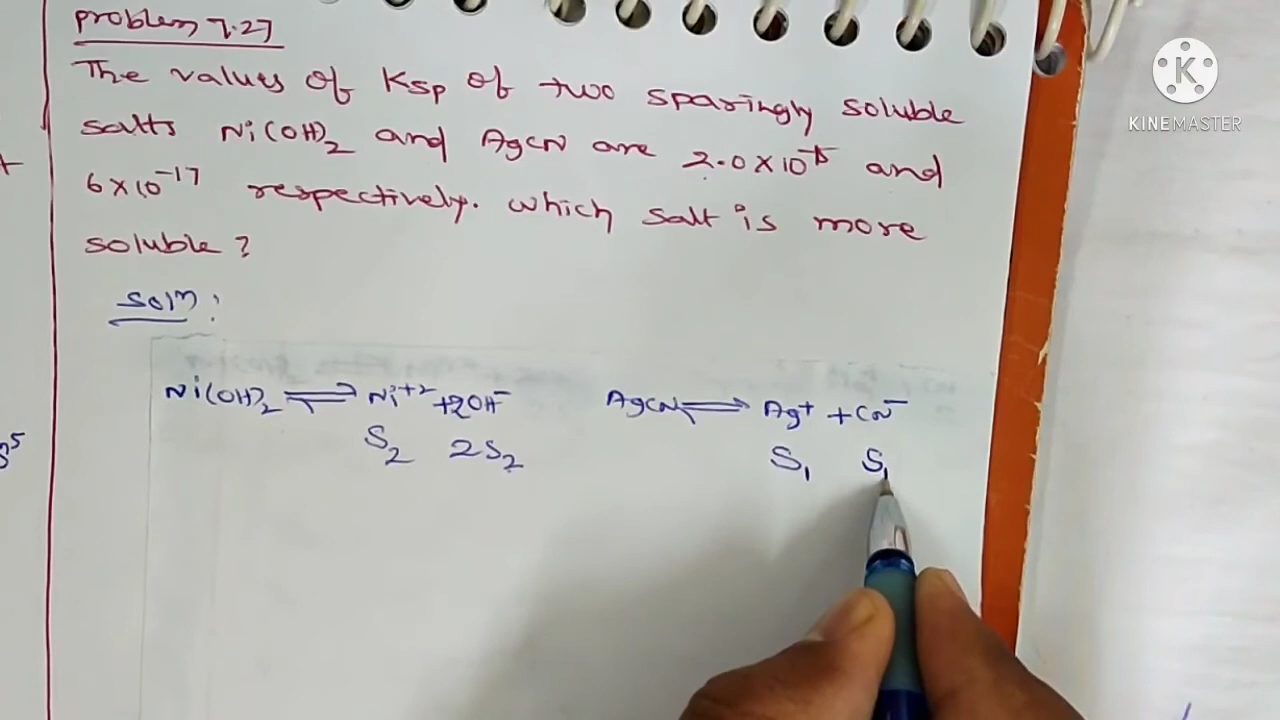 problem 7.27
The values of Ksp of two sparingly soluble
salts Ni(OH)2 and AgCN are 2.0×10⁻¹⁵ and
6×10⁻¹⁷ respectively. which salt is more
soluble?
Soln:
Ni(OH)2 ⇌ Ni⁺² + 2OH⁻ AgCN ⇌ Ag⁺ + CN⁻
S₂ 2S₂ S₁ S₁
KINEMASTER